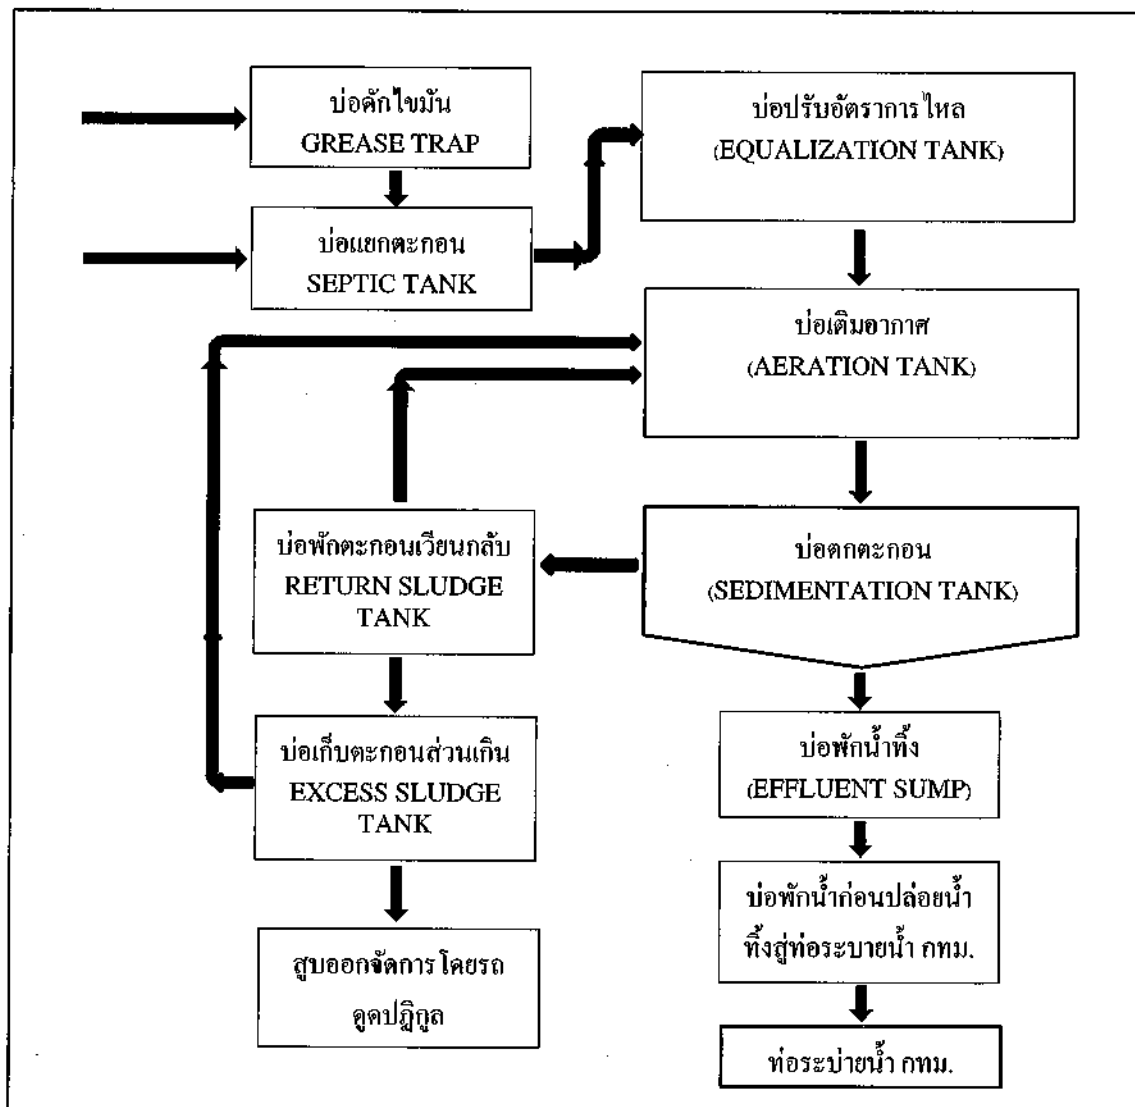 บ่อดักไขมัน
GREASE TRAP
บ่อแยกตะกอน
SEPTIC TANK
บ่อปรับอัตราการไหล
(EQUALIZATION TANK)
บ่อเติมอากาศ
(AERATION TANK)
บ่อตกตะกอน
(SEDIMENTATION TANK)
บ่อพักตะกอนเวียนกลับ
RETURN SLUDGE
TANK
บ่อเก็บตะกอนส่วนเกิน
EXCESS SLUDGE
TANK
สูบออกจัดการโดยรถ
ดูดปฏิกูล
บ่อพักน้ำทิ้ง
(EFFLUENT SUMP)
บ่อพักน้ำก่อนปล่อยน้ำ
ทิ้งสู่ท่อระบายน้ำ กทม.
ท่อระบ่ายน้ำ กทม.